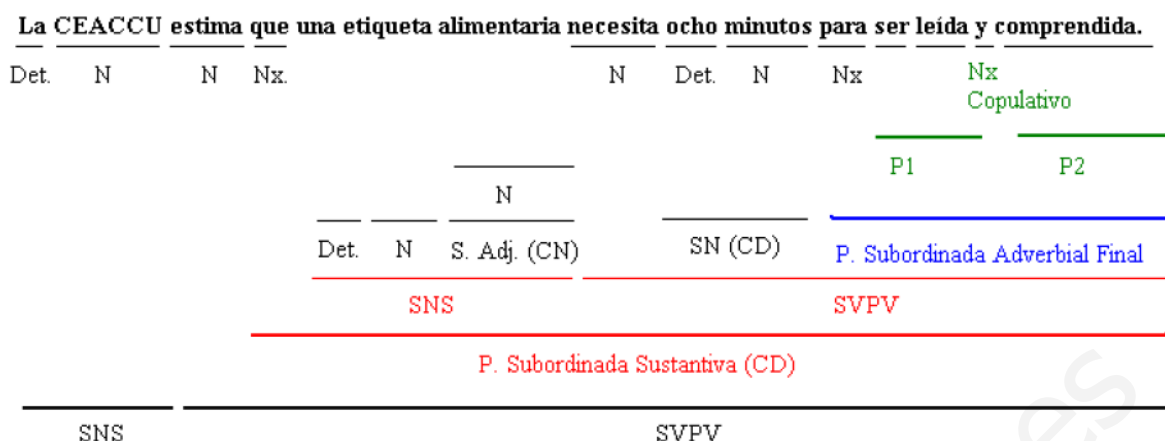 La CEACCU estima que una etiqueta alimentaria necesita ocho minutos para ser leída y comprendida.
Det. N N Nx. N Det. N Nx Nx
Copulativo
P1 P2
N
Det. N S. Adj. (CN) SN (CD) P. Subordinada Adverbial Final
SNS SVPV
P. Subordinada Sustantiva (CD)
SNS SVPV